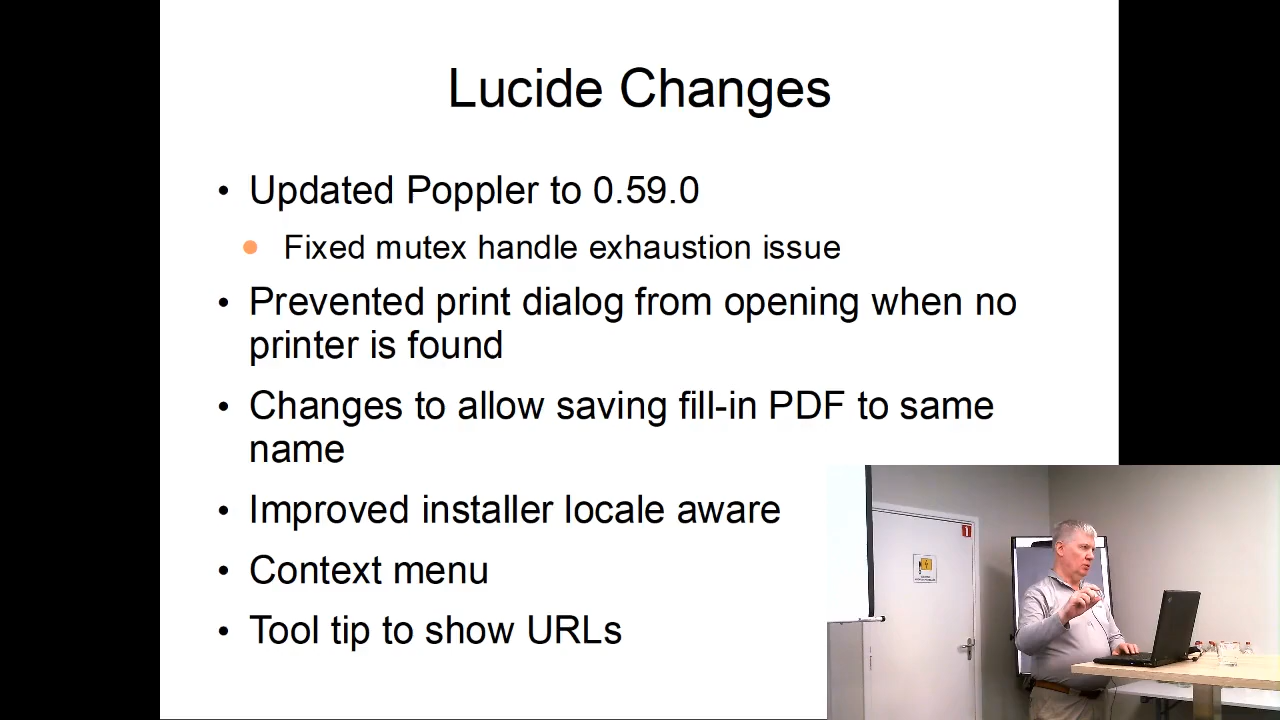 Lucide Changes
• Updated Poppler to 0.59.0
• Fixed mutex handle exhaustion issue
• Prevented print dialog from opening when no
printer is found
• Changes to allow saving fill-in PDF to same
name
• Improved installer locale aware
• Context menu
• Tool tip to show URLs
1